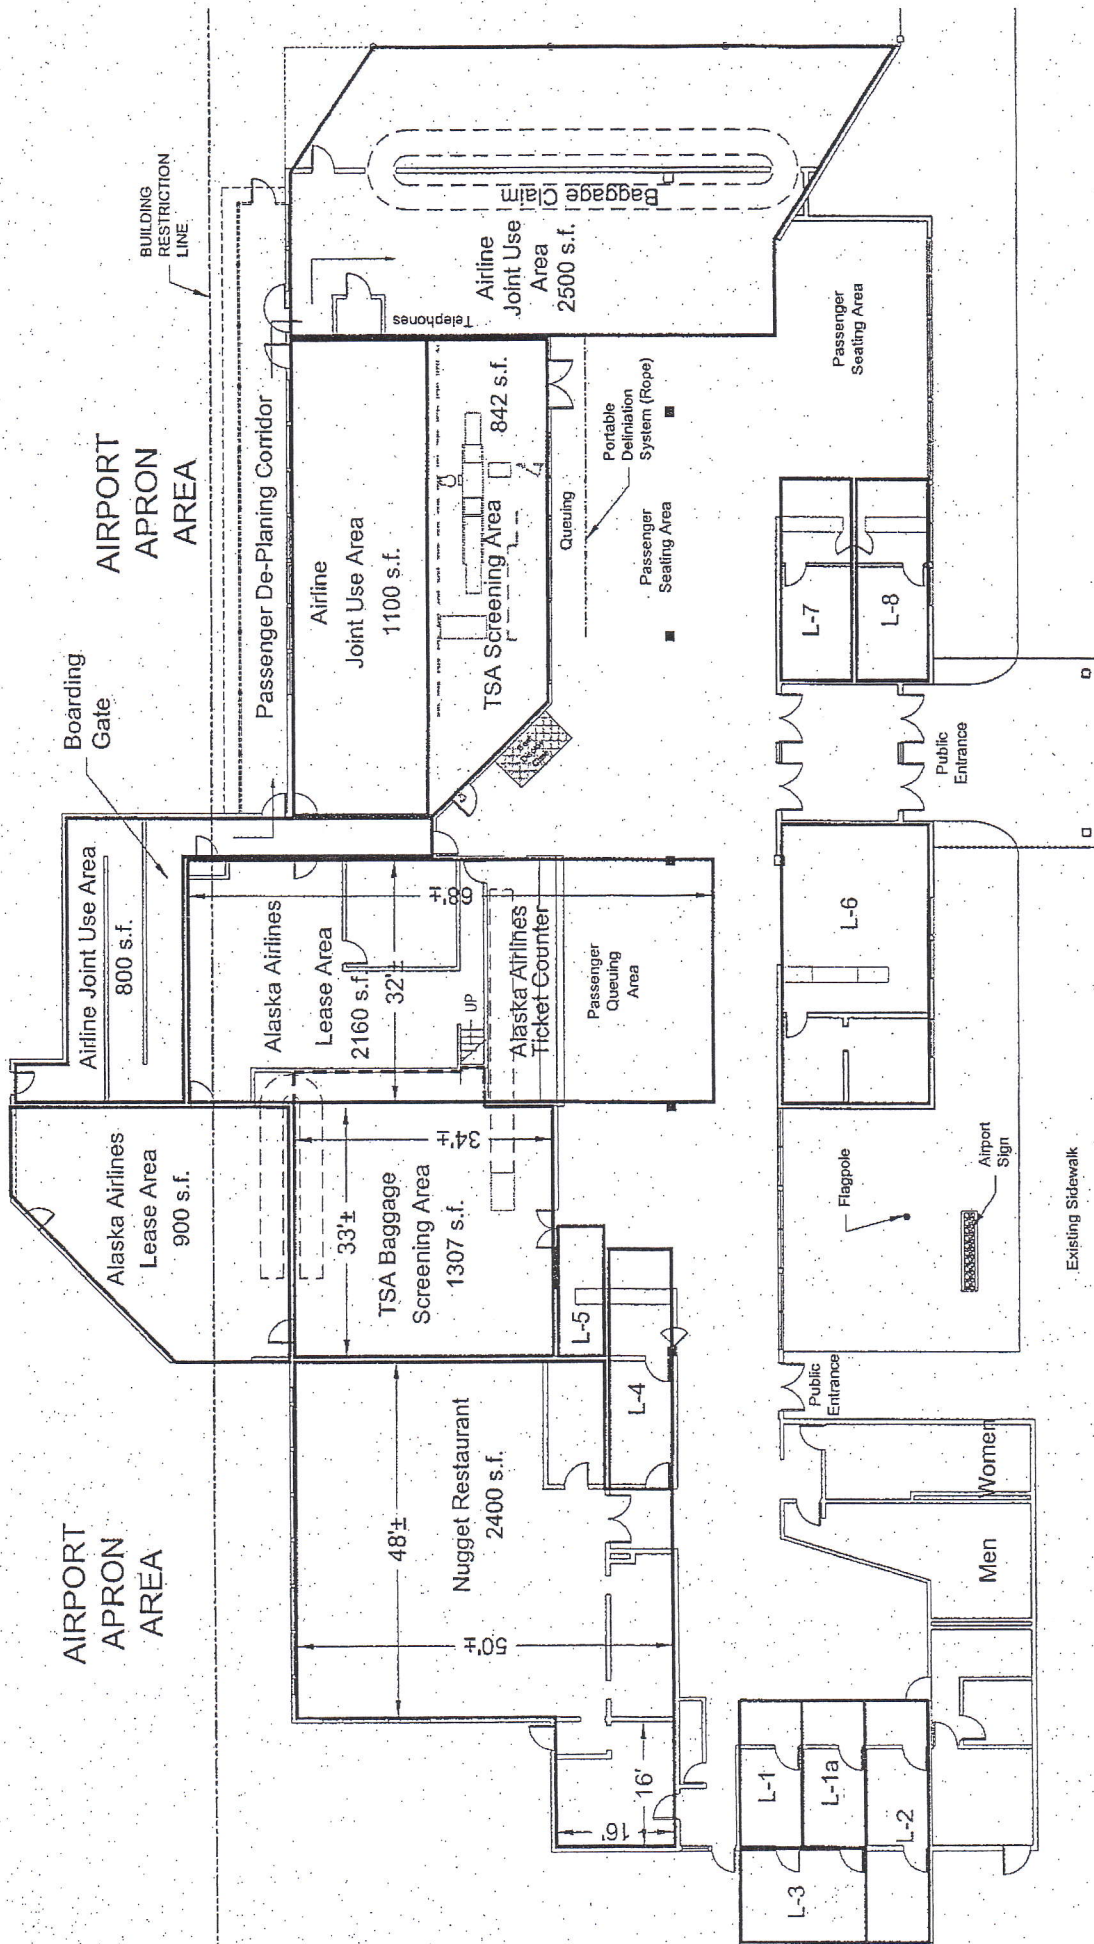 AIRPORT
APRON
AREA
AIRPORT
APRON
AREA
BUILDING
RESTRICTION
LINE
Boarding
Gate
Passenger De-Planing Corridor
Airline Joint Use Area
800 s.f.
Alaska Airlines
Lease Area
900 s.f.
Alaska Airlines
Lease Area
2160 s.f.
32'±
68'±
UP
Alaska Airlines
Ticket Counter
Passenger
Queuing
Area
33'±
34'±
TSA Baggage
Screening Area
1307 s.f.
48'±
50'±
Nugget Restaurant
2400 s.f.
16'
16'
Airline
Joint Use Area
1100 s.f.
TSA Screening Area
842 s.f.
Telephones
Airline
Joint Use
Area
2500 s.f.
Baggage Claim
Queuing
Portable
Deliniation
System (Rope)
Passenger
Seating Area
Passenger
Seating Area
L-5
L-4
L-7
L-8
L-6
Public
Entrance
Public
Entrance
Flagpole
Airport
Sign
Existing Sidewalk
Women
Men
L-1
L-1a
L-2
L-3